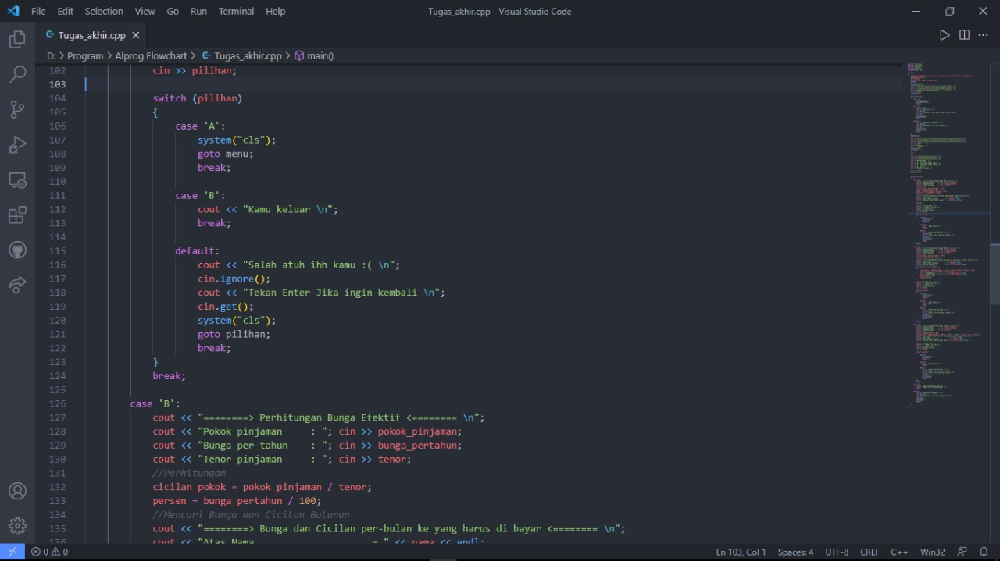 File Edit Selection View Go Run Terminal Help Tugas_akhir.cpp - Visual Studio Code
Tugas_akhir.cpp
D: > Program > Alprog Flowchart > Tugas_akhir.cpp > main()
102 cin >> pilihan;
103
104 switch (pilihan)
105 {
106 case 'A':
107 system("cls");
108 goto menu;
109 break;
110
111 case 'B':
112 cout << "Kamu keluar \n";
113 break;
114
115 default:
116 cout << "Salah atuh ihh kamu :( \n";
117 cin.ignore();
118 cout << "Tekan Enter Jika ingin kembali \n";
119 cin.get();
120 system("cls");
121 goto pilihan;
122 break;
123 }
124 break;
125
126 case 'B':
127 cout << "========> Perhitungan Bunga Efektif <======== \n";
128 cout << "Pokok pinjaman     : "; cin >> pokok_pinjaman;
129 cout << "Bunga per tahun    : "; cin >> bunga_pertahun;
130 cout << "Tenor pinjaman     : "; cin >> tenor;
131 //Perhitungan
132 cicilan_pokok = pokok_pinjaman / tenor;
133 persen = bunga_pertahun / 100;
134 //Mencari Bunga dan Cicilan Bulanan
135 cout << "========> Bunga dan Cicilan per-bulan ke yang harus di bayar <======== \n";
136 cout << "Atas Nama                     = " << nama << endl;
0 0 Ln 103, Col 1 Spaces: 4 UTF-8 CRLF C++ Win32